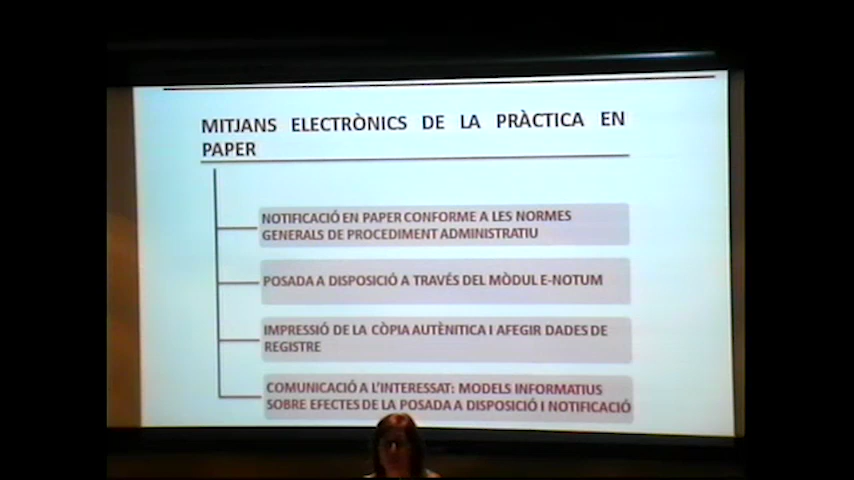 MITJANS ELECTRÒNICS DE LA PRÀCTICA EN
PAPER
NOTIFICACIÓ EN PAPER CONFORME A LES NORMES
GENERALS DE PROCEDIMENT ADMINISTRATIU
POSADA A DISPOSICIÓ A TRAVÉS DEL MÒDUL E-NOTUM
IMPRESSIÓ DE LA CÒPIA AUTÈNITICA I AFEGIR DADES DE
REGISTRE
COMUNICACIÓ A L'INTERESSAT: MODELS INFORMATIUS
SOBRE EFECTES DE LA POSADA A DISPOSICIÓ I NOTIFICACIÓ